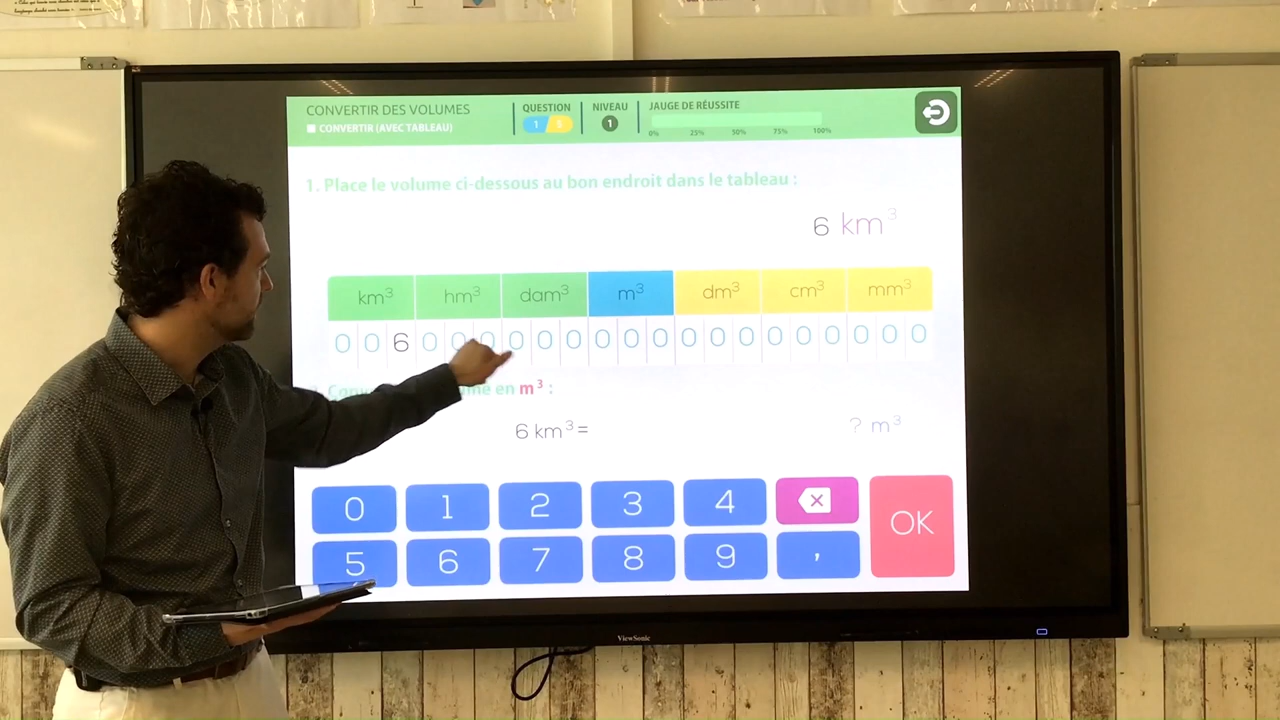 CONVERTIR DES VOLUMES
CONVERTIR (AVEC TABLEAU)
QUESTION
1 5
NIVEAU
1
JAUGE DE RÉUSSITE
0% 25% 50% 75% 100%
1. Place le volume ci-dessous au bon endroit dans le tableau :
6 km³
km³ hm³ dam³ m³ dm³ cm³ mm³
0 0 6 0 0 0 0 0 0 0 0 0 0 0 0 0 0 0 0 0 0
en m³ :
6 km³ = ? m³
0 1 2 3 4
OK
5 6 7 8 9 ,
ViewSonic